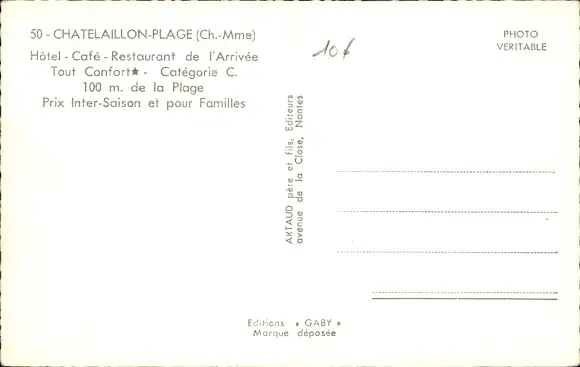 50 - CHATELAILLON-PLAGE (Ch.-Mme)
Hôtel - Café - Restaurant de l'Arrivée
Tout Confort★ - Catégorie C.
100 m. de la Plage
Prix Inter-Saison et pour Familles
10f
PHOTO
VERITABLE
ARTAUD père et fils, Editeurs
avenue de la Close, Nantes
Editions « GABY »
Marque déposée